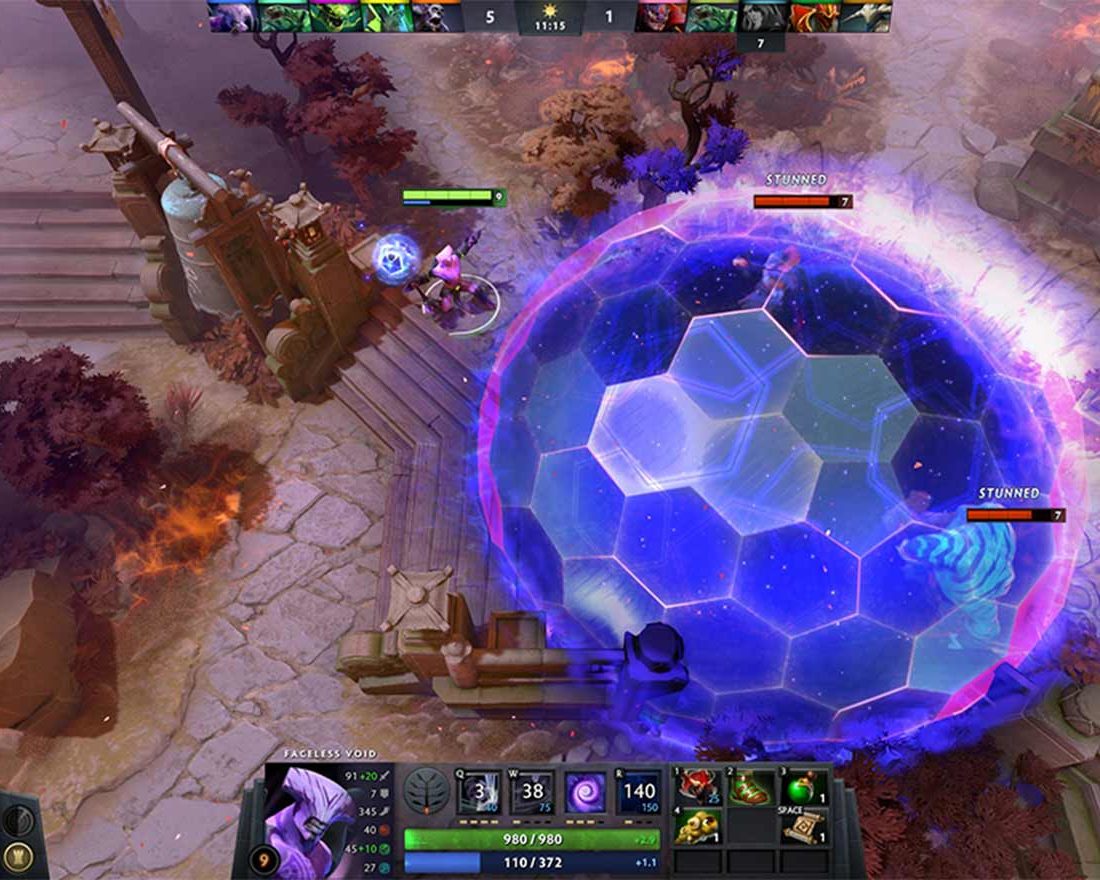 5 11:15 1
7
STUNNED
7
9
STUNNED
7
FACELESS VOID
91 +20
7
345
40
45 +10
27
9
Q 3 40
W 38 75
R 140 150
980 / 980 +2.9
110 / 372 +1.1
1 25 2 3 1
4 1 SPACE 1